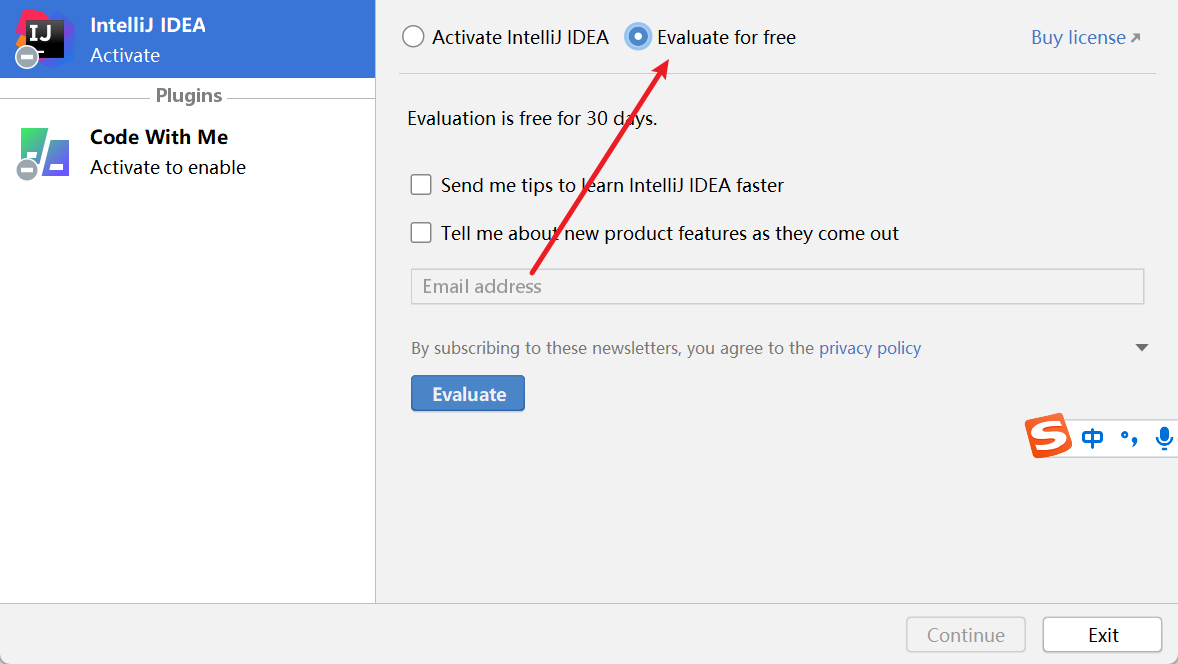 IJ
IntelliJ IDEA
Activate
Plugins
Code With Me
Activate to enable
Activate IntelliJ IDEA Evaluate for free Buy license
Evaluation is free for 30 days.
Send me tips to learn IntelliJ IDEA faster
Tell me about new product features as they come out
Email address
By subscribing to these newsletters, you agree to the privacy policy
Evaluate
S 中 °,
Continue Exit